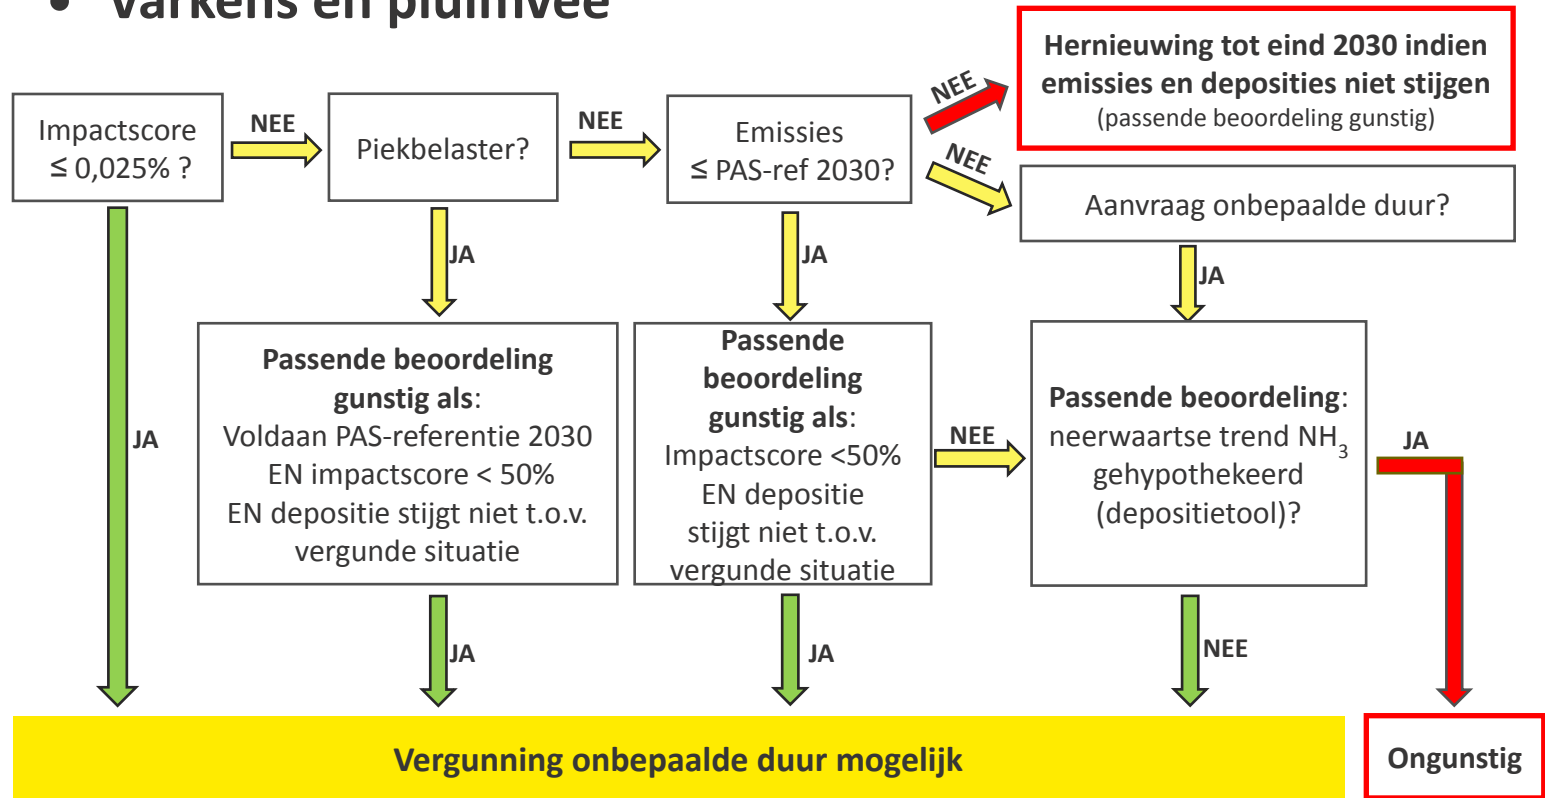 • Varkens en pluimvee
Impactscore
≤ 0,025% ?
NEE
Piekbelaster?
NEE
Emissies
≤ PAS-ref 2030?
NEE
Hernieuwing tot eind 2030 indien
emissies en deposities niet stijgen
(passende beoordeling gunstig)
NEE
Aanvraag onbepaalde duur?
JA
JA
JA
JA
Passende beoordeling
gunstig als:
Voldaan PAS-referentie 2030
EN impactscore < 50%
EN depositie stijgt niet t.o.v.
vergunde situatie
Passende
beoordeling
gunstig als:
Impactscore <50%
EN depositie
stijgt niet t.o.v.
vergunde situatie
NEE
Passende beoordeling:
neerwaartse trend NH₃
gehypothekeerd
(depositietool)?
JA
JA
JA
NEE
Vergunning onbepaalde duur mogelijk
Ongunstig